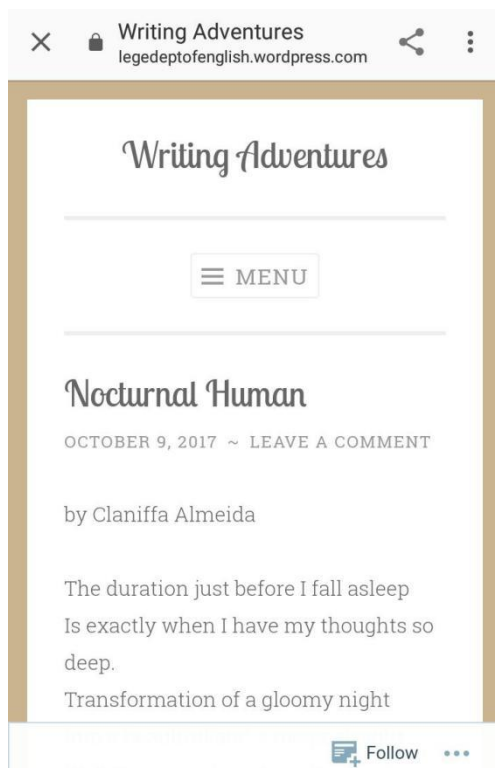 Writing Adventures
legedeptofenglish.wordpress.com
Writing Adventures
MENU
Nocturnal Human
OCTOBER 9, 2017 ~ LEAVE A COMMENT
by Claniffa Almeida
The duration just before I fall asleep
Is exactly when I have my thoughts so
deep.
Transformation of a gloomy night
Follow